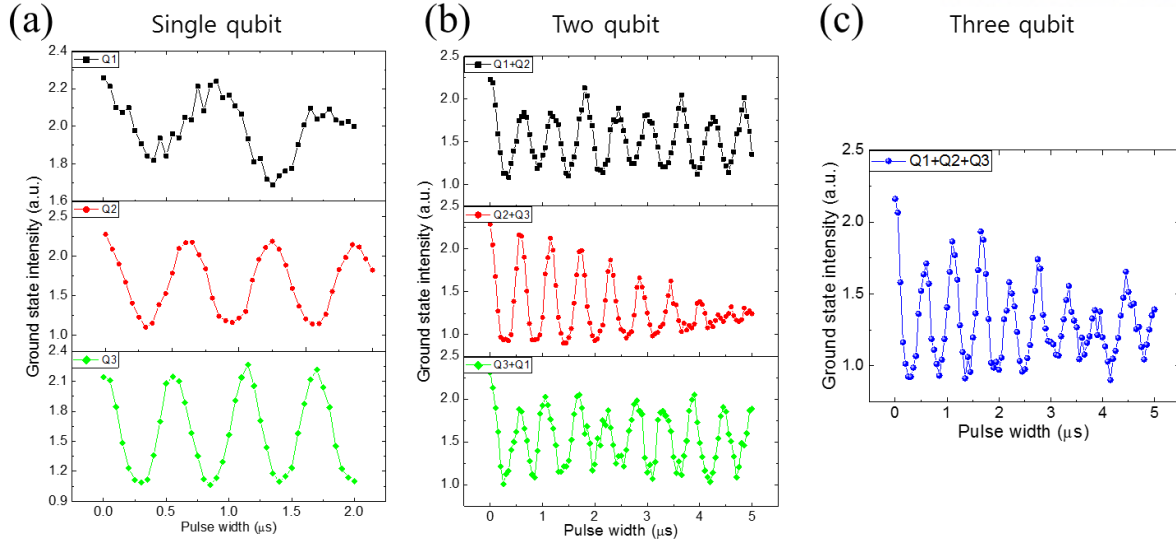 (a) Single qubit
2.4
2.2
2.0
1.8
1.6
Q1
2.5
2.0
1.5
1.0
Q2
2.4
2.1
1.8
1.5
1.2
0.9
Q3
Ground state intensity (a.u.)
0.0 0.5 1.0 1.5 2.0
Pulse width (μs)
(b) Two qubit
2.5
2.0
1.5
1.0
Q1+Q2
2.5
2.0
1.5
1.0
Q2+Q3
2.5
2.0
1.5
1.0
Q3+Q1
Ground state intensity (a.u.)
0 1 2 3 4 5
Pulse width (μs)
(c) Three qubit
2.5
2.0
1.5
1.0
Q1+Q2+Q3
Ground state intensity (a.u.)
0 1 2 3 4 5
Pulse width (μs)